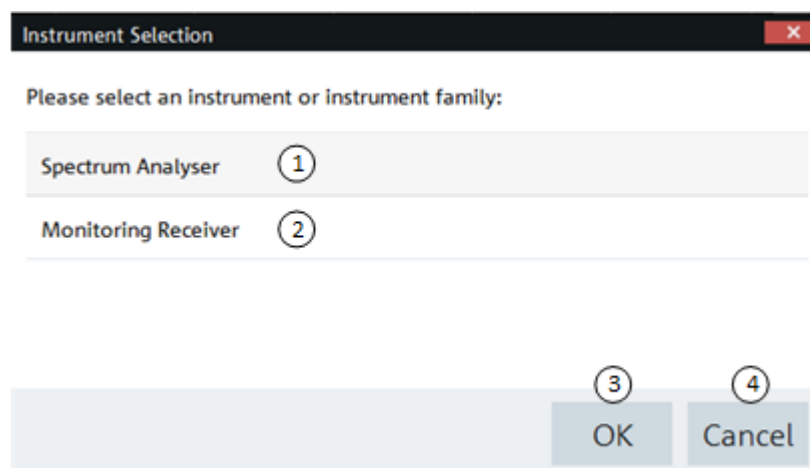 Instrument Selection
Please select an instrument or instrument family:
Spectrum Analyser 1
Monitoring Receiver 2
3 4
OK Cancel